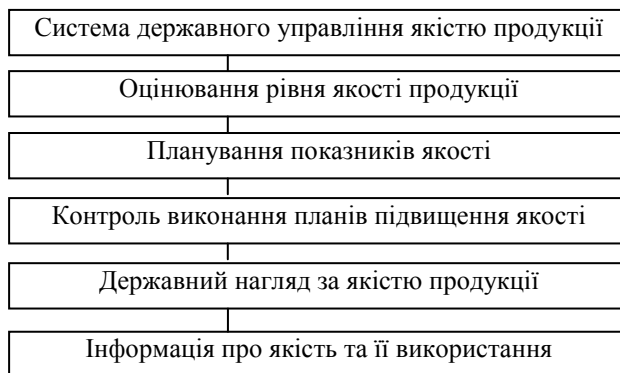 Система державного управління якістю продукції
Оцінювання рівня якості продукції
Планування показників якості
Контроль виконання планів підвищення якості
Державний нагляд за якістю продукції
Інформація про якість та її використання